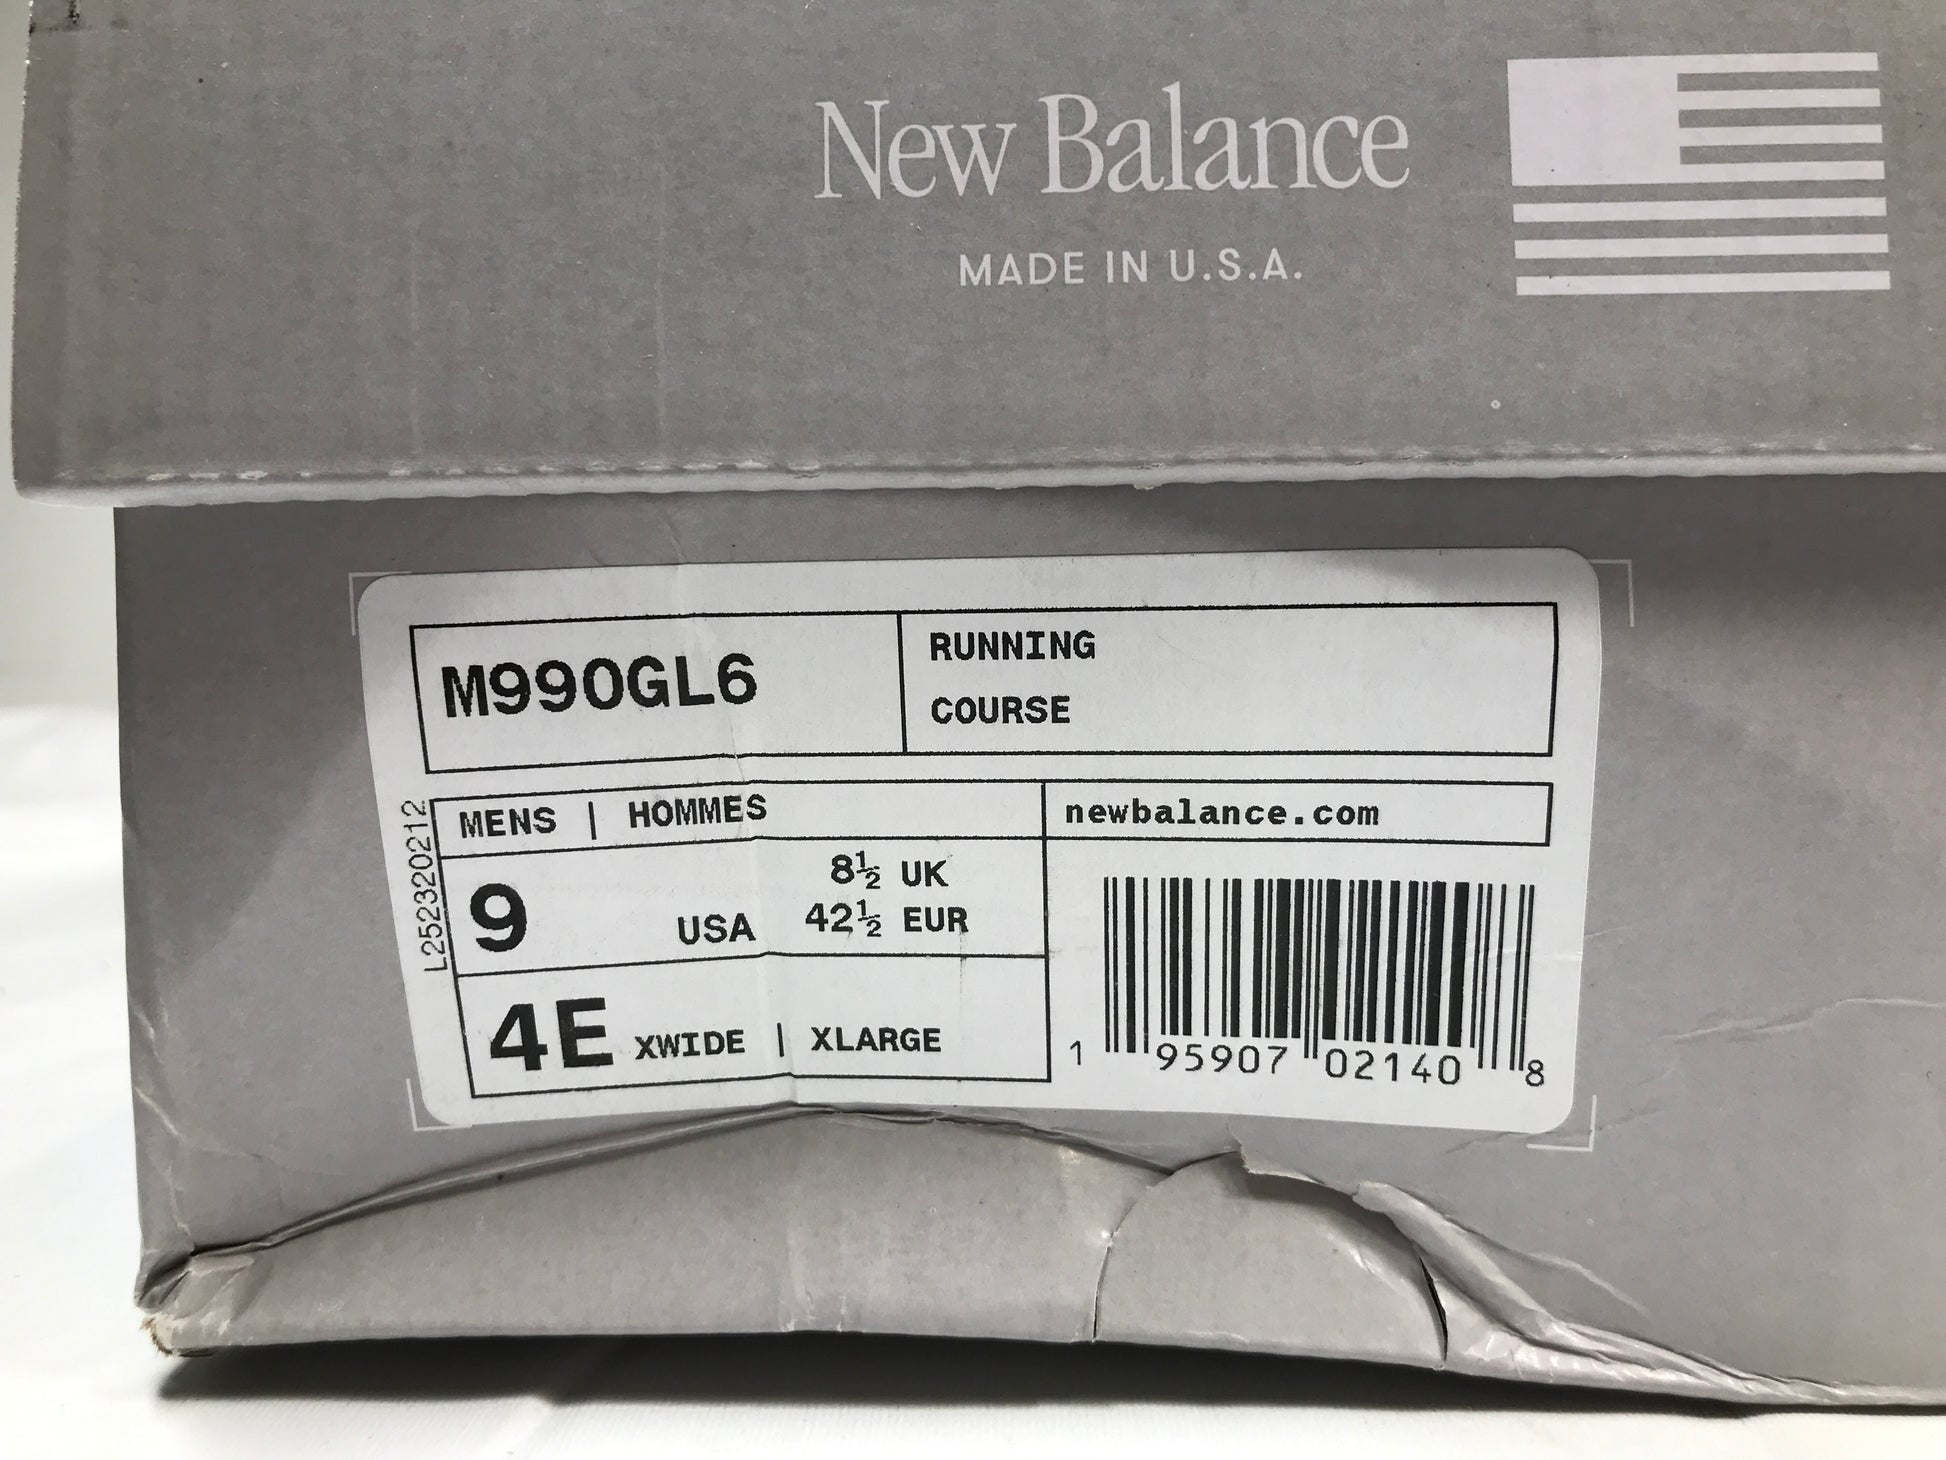 New Balance
MADE IN U.S.A.
M990GL6
RUNNING
COURSE
MENS | HOMMES
newbalance.com
9 USA
8½ UK
42½ EUR
4E XWIDE | XLARGE
L252320212
1 95907 02140 8